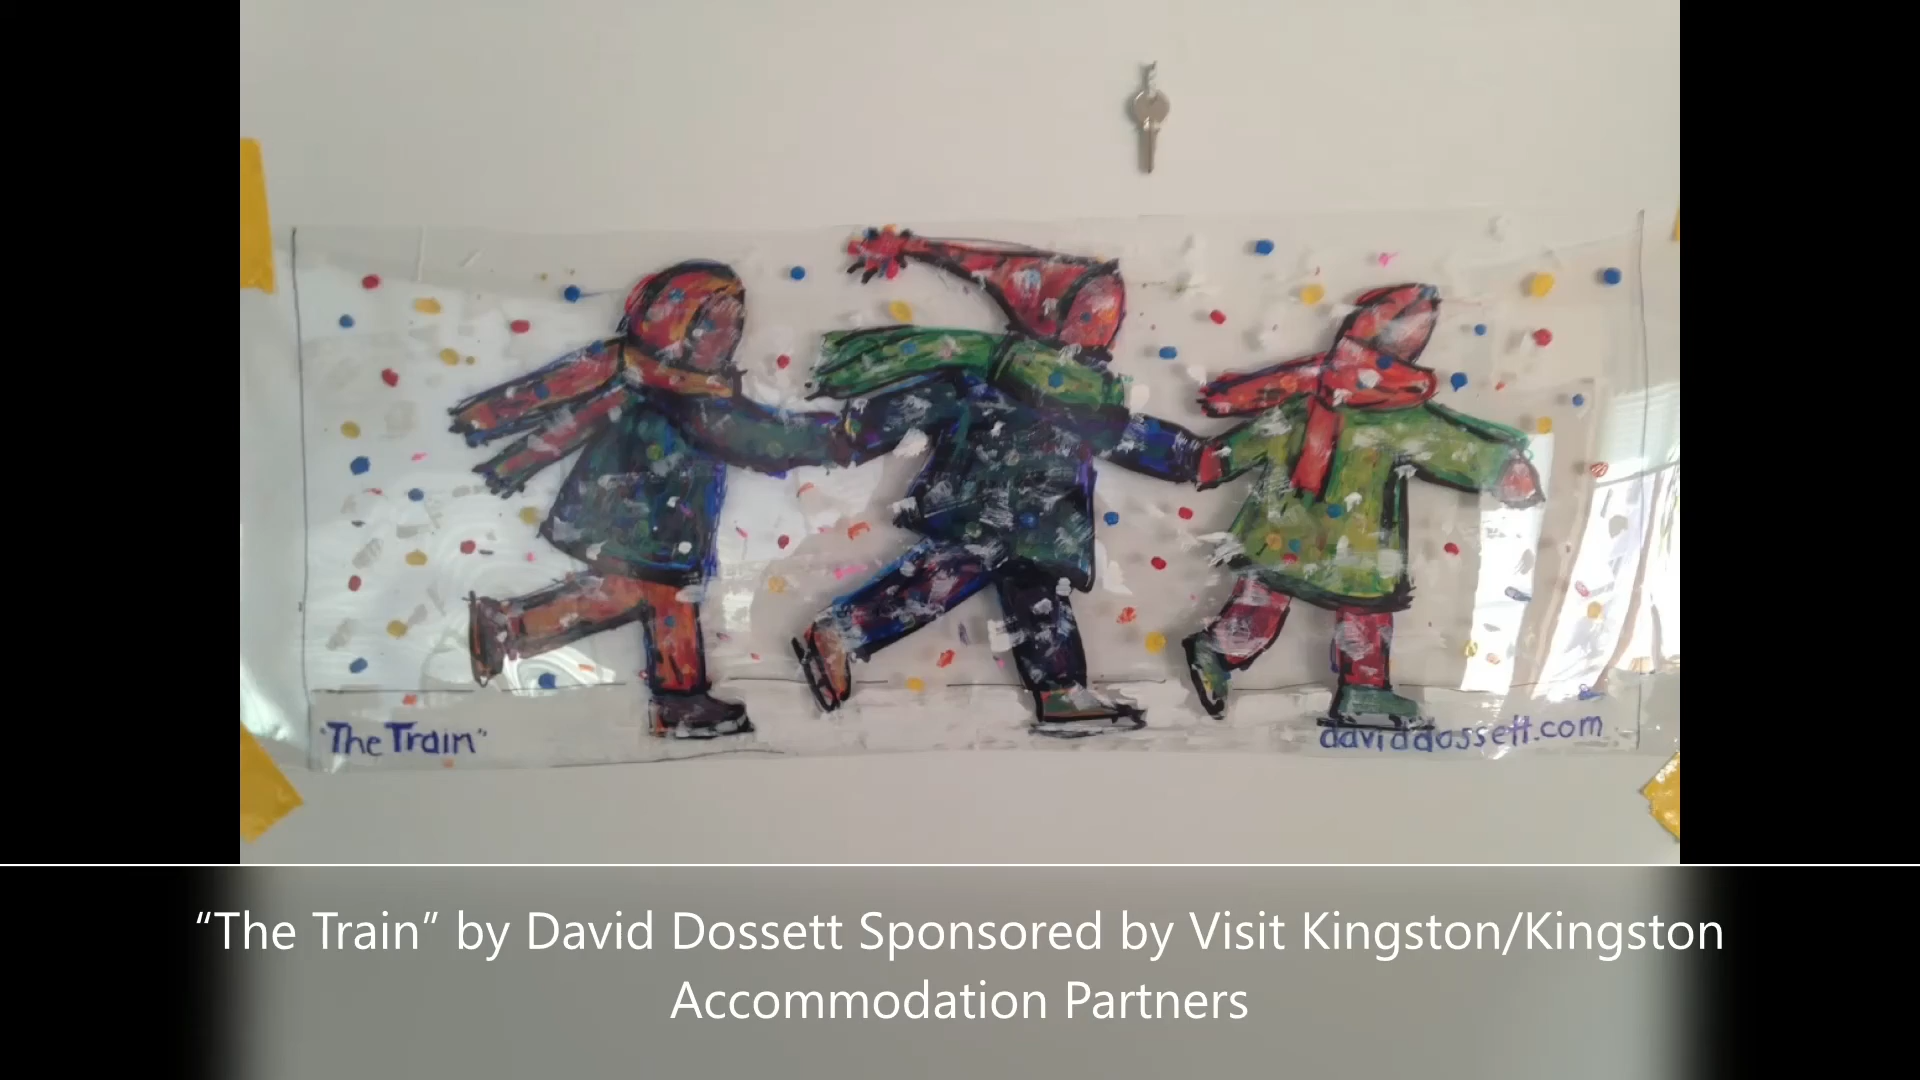 "The Train"
daviddossett.com
“The Train” by David Dossett Sponsored by Visit Kingston/Kingston
Accommodation Partners